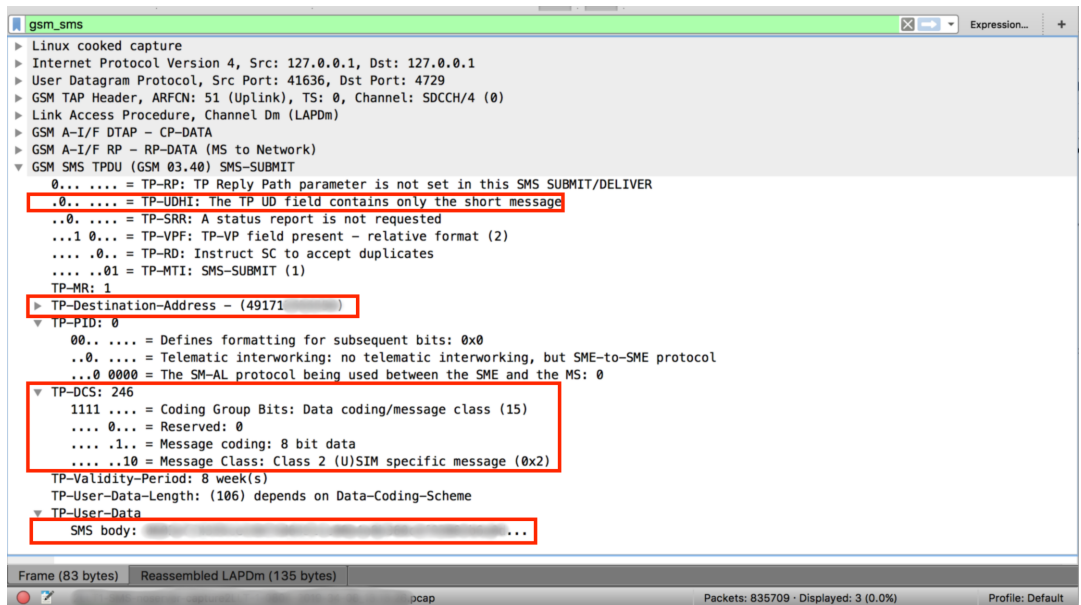 gsm_sms Expression... +
Linux cooked capture
Internet Protocol Version 4, Src: 127.0.0.1, Dst: 127.0.0.1
User Datagram Protocol, Src Port: 41636, Dst Port: 4729
GSM TAP Header, ARFCN: 51 (Uplink), TS: 0, Channel: SDCCH/4 (0)
Link Access Procedure, Channel Dm (LAPDm)
GSM A-I/F DTAP - CP-DATA
GSM A-I/F RP - RP-DATA (MS to Network)
GSM SMS TPDU (GSM 03.40) SMS-SUBMIT
0... .... = TP-RP: TP Reply Path parameter is not set in this SMS SUBMIT/DELIVER
.0.. .... = TP-UDHI: The TP UD field contains only the short message
..0. .... = TP-SRR: A status report is not requested
...1 0... = TP-VPF: TP-VP field present - relative format (2)
.... .0.. = TP-RD: Instruct SC to accept duplicates
.... ..01 = TP-MTI: SMS-SUBMIT (1)
TP-MR: 1
TP-Destination-Address - (49171 )
TP-PID: 0
00.. .... = Defines formatting for subsequent bits: 0x0
..0. .... = Telematic interworking: no telematic interworking, but SME-to-SME protocol
...0 0000 = The SM-AL protocol being used between the SME and the MS: 0
TP-DCS: 246
1111 .... = Coding Group Bits: Data coding/message class (15)
.... 0... = Reserved: 0
.... .1.. = Message coding: 8 bit data
.... ..10 = Message Class: Class 2 (U)SIM specific message (0x2)
TP-Validity-Period: 8 week(s)
TP-User-Data-Length: (106) depends on Data-Coding-Scheme
TP-User-Data
SMS body: ...
Frame (83 bytes) Reassembled LAPDm (135 bytes)
pcap Packets: 835709 · Displayed: 3 (0.0%) Profile: Default